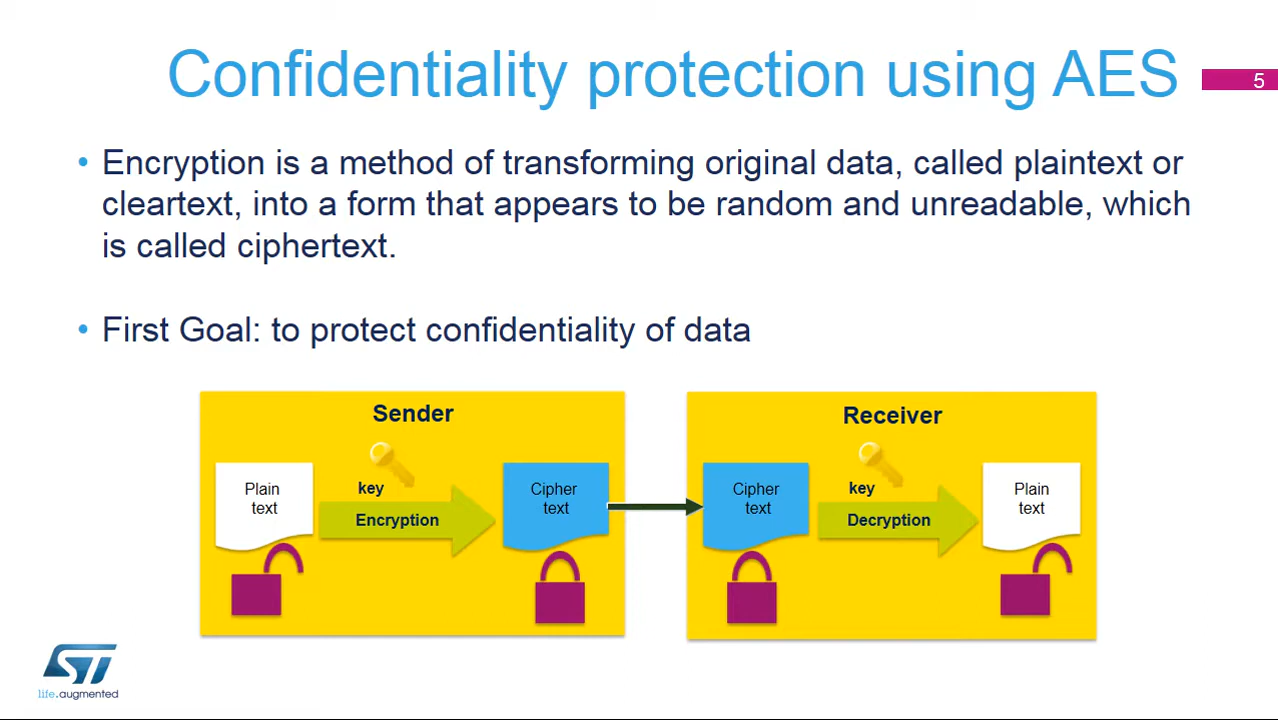 Confidentiality protection using AES
5
• Encryption is a method of transforming original data, called plaintext or
cleartext, into a form that appears to be random and unreadable, which
is called ciphertext.
• First Goal: to protect confidentiality of data
Sender
Plain
text
key
Encryption
Cipher
text
Receiver
Cipher
text
key
Decryption
Plain
text
ST
life.augmented